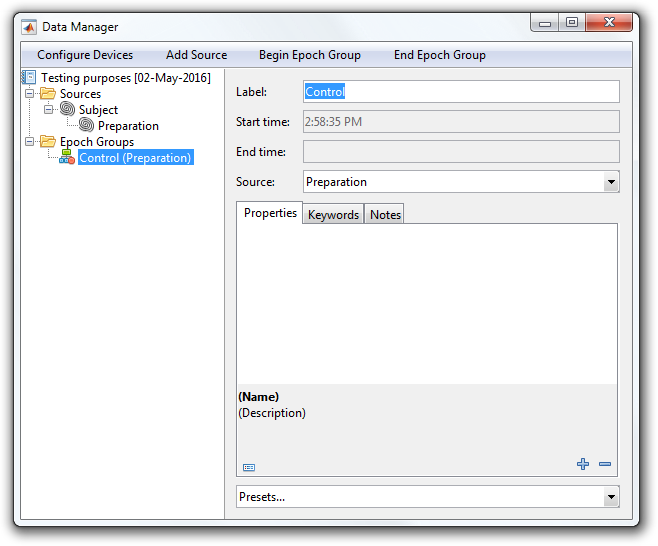 Data Manager
Configure Devices Add Source Begin Epoch Group End Epoch Group
Testing purposes [02-May-2016]
Sources
Subject
Preparation
Epoch Groups
Control (Preparation)
Label: Control
Start time: 2:58:35 PM
End time:
Source: Preparation
Properties Keywords Notes
(Name)
(Description)
Presets...